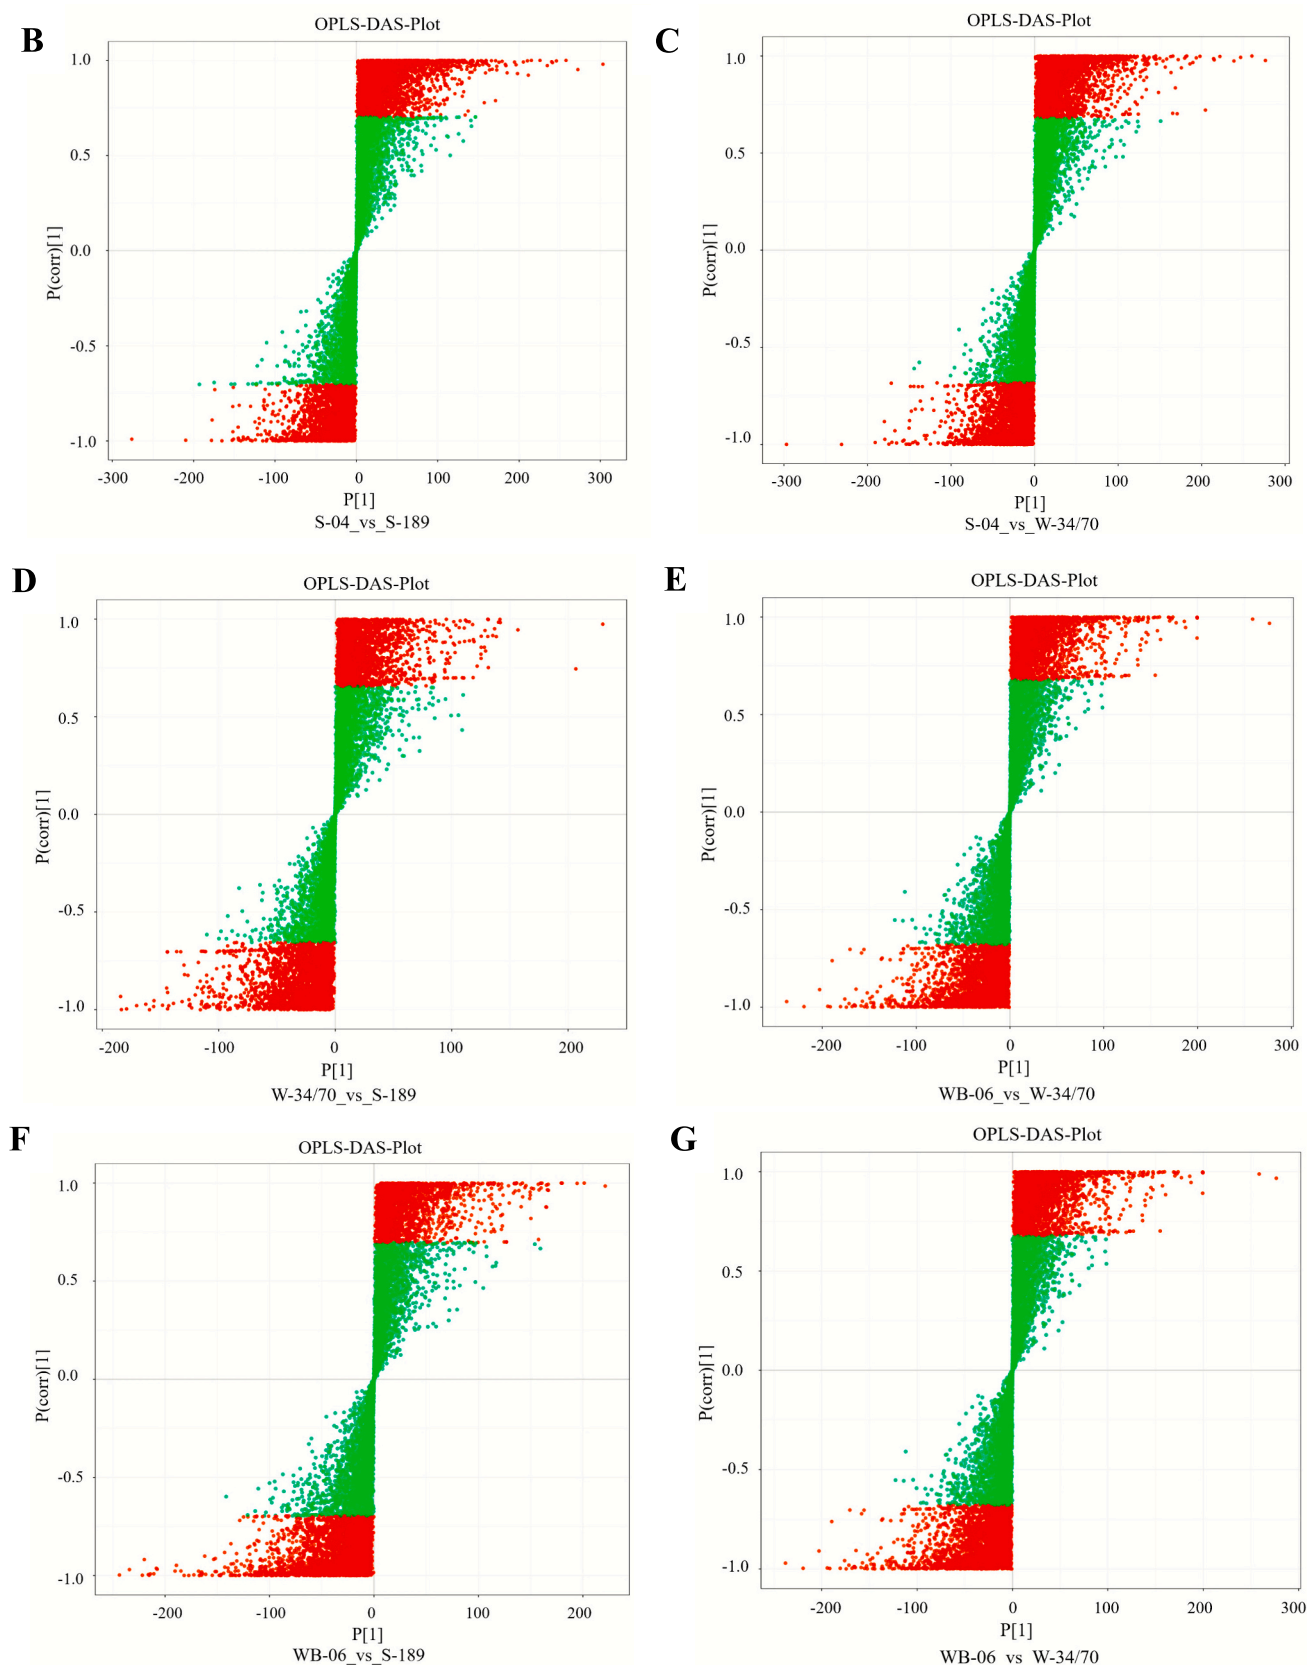 B
OPLS-DAS-Plot
1.0
0.5
0.0
-0.5
-1.0
P(corr)[1]
-300 -200 -100 0 100 200 300
P[1]
S-04_vs_S-189
C
OPLS-DAS-Plot
1.0
0.5
0.0
-0.5
-1.0
P(corr)[1]
-300 -200 -100 0 100 200 300
P[1]
S-04_vs_W-34/70
D
OPLS-DAS-Plot
1.0
0.5
0.0
-0.5
-1.0
P(corr)[1]
-200 -100 0 100 200
P[1]
W-34/70_vs_S-189
E
OPLS-DAS-Plot
1.0
0.5
0.0
-0.5
-1.0
P(corr)[1]
-200 -100 0 100 200 300
P[1]
WB-06_vs_W-34/70
F
OPLS-DAS-Plot
1.0
0.5
0.0
-0.5
-1.0
P(corr)[1]
-200 -100 0 100 200
P[1]
WB-06_vs_S-189
G
OPLS-DAS-Plot
1.0
0.5
0.0
-0.5
-1.0
P(corr)[1]
-200 -100 0 100 200 300
P[1]
WB-06 vs W-34/70